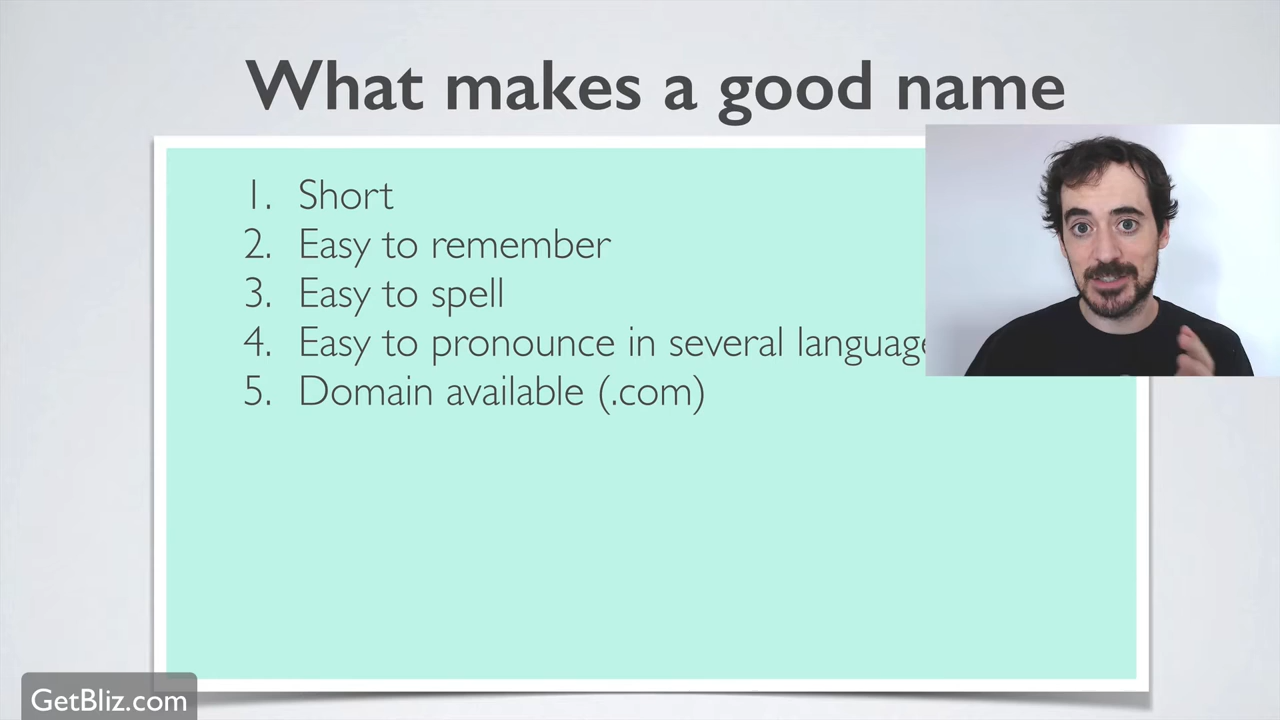 What makes a good name
1. Short
2. Easy to remember
3. Easy to spell
4. Easy to pronounce in several language
5. Domain available (.com)
GetBliz.com